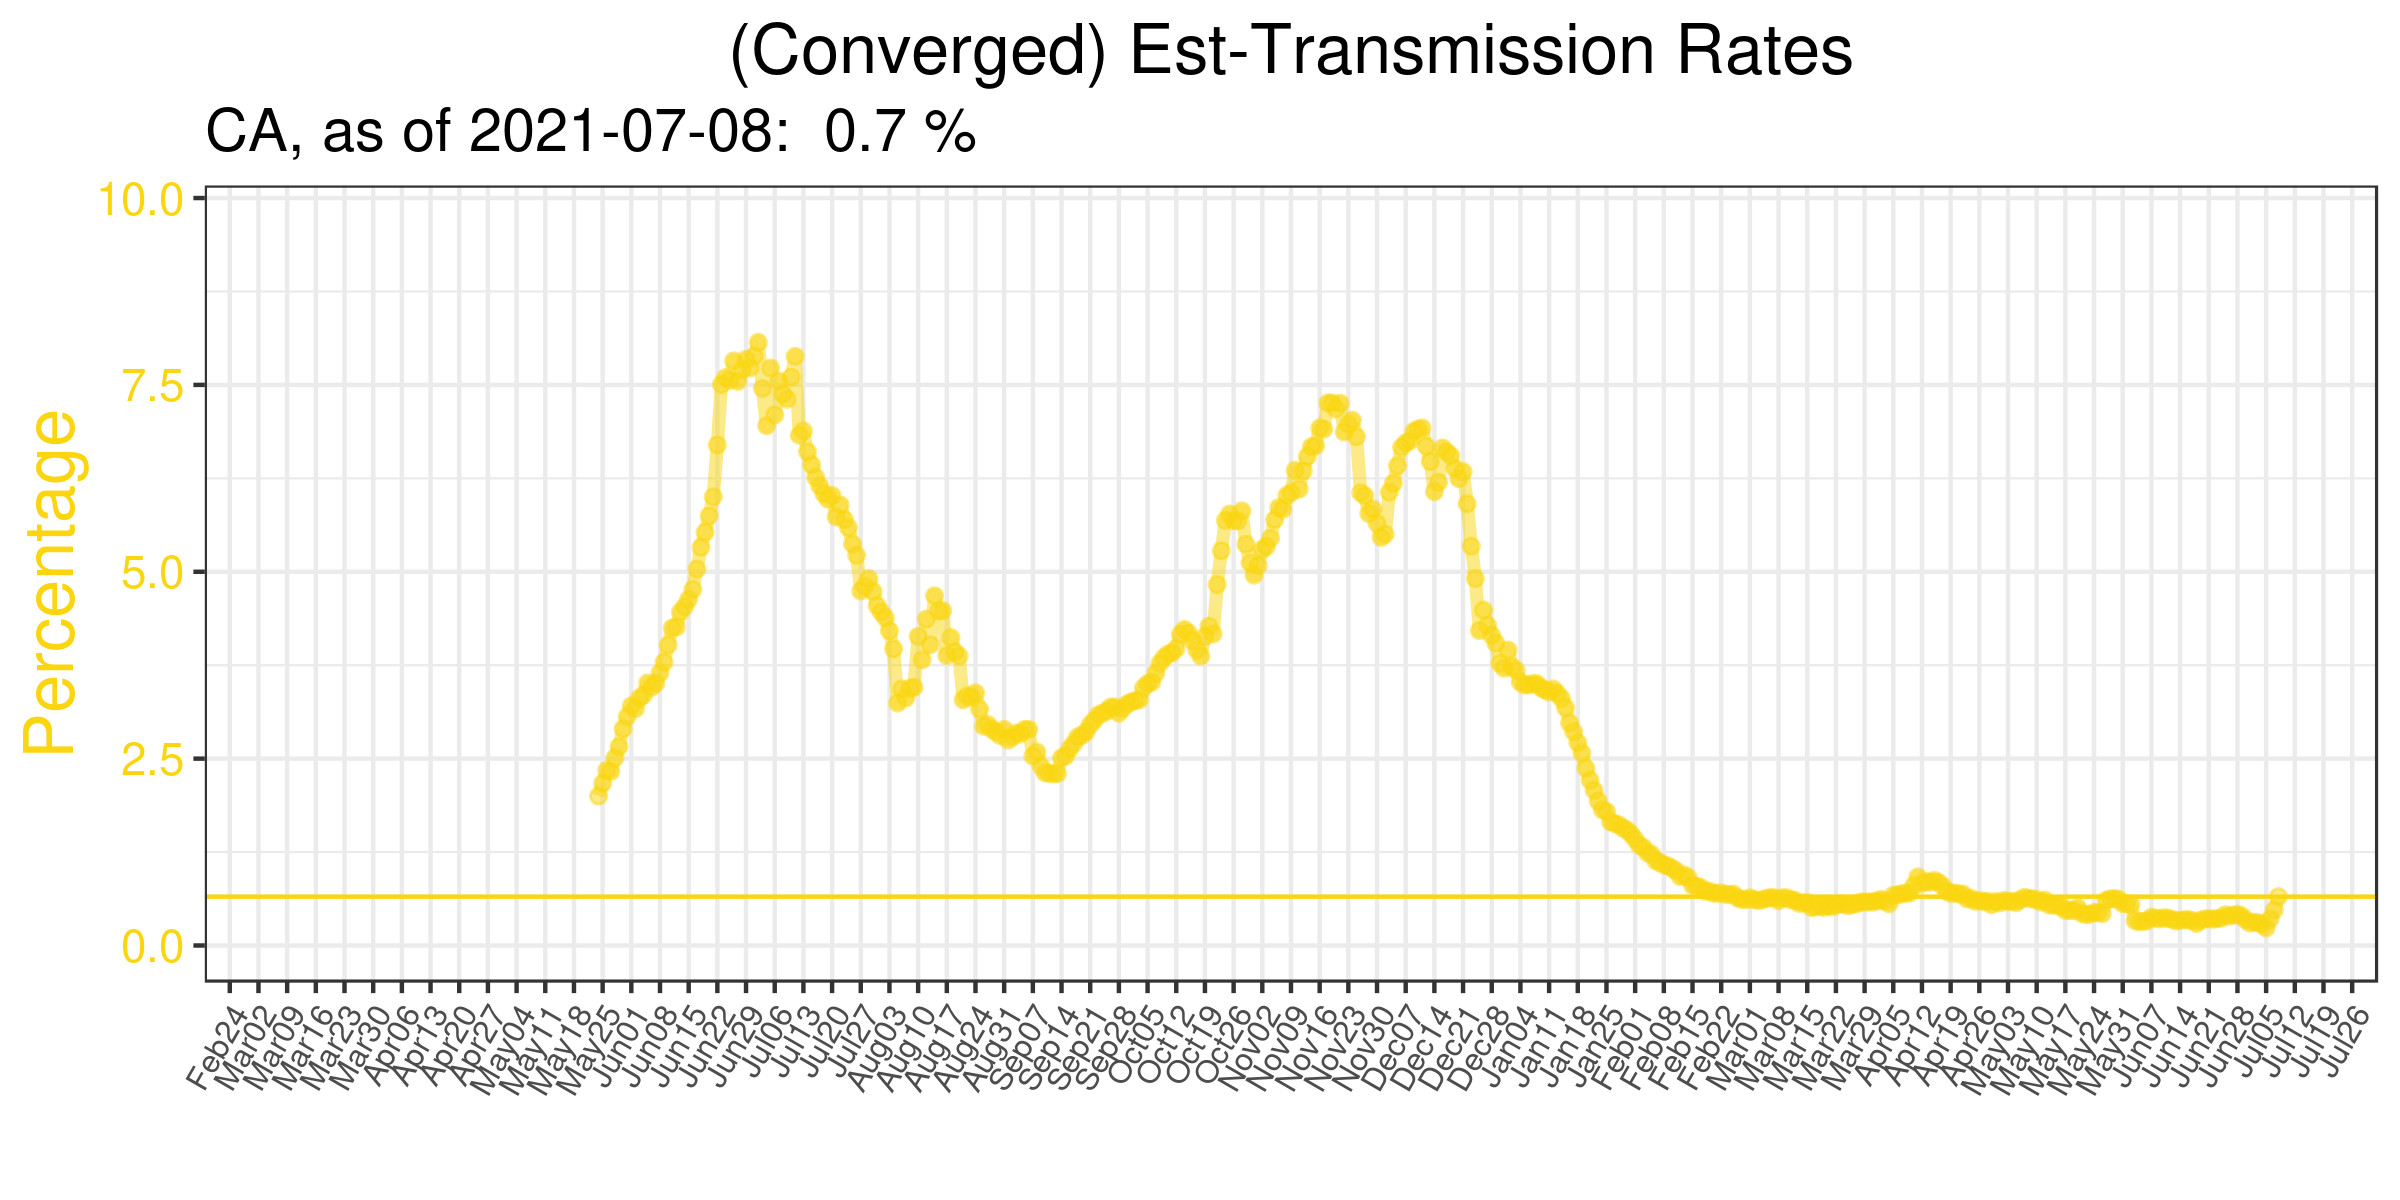 (Converged) Est-Transmission Rates
CA, as of 2021-07-08:  0.7 %
Percentage
10.0
7.5
5.0
2.5
0.0
Feb24
Mar02
Mar09
Mar16
Mar23
Mar30
Apr06
Apr13
Apr20
Apr27
May04
May11
May18
May25
Jun01
Jun08
Jun15
Jun22
Jun29
Jul06
Jul13
Jul20
Jul27
Aug03
Aug10
Aug17
Aug24
Aug31
Sep07
Sep14
Sep21
Sep28
Oct05
Oct12
Oct19
Oct26
Nov02
Nov09
Nov16
Nov23
Nov30
Dec07
Dec14
Dec21
Dec28
Jan04
Jan11
Jan18
Jan25
Feb01
Feb08
Feb15
Feb22
Mar01
Mar08
Mar15
Mar22
Mar29
Apr05
Apr12
Apr19
Apr26
May03
May10
May17
May24
May31
Jun07
Jun14
Jun21
Jun28
Jul05
Jul12
Jul19
Jul26